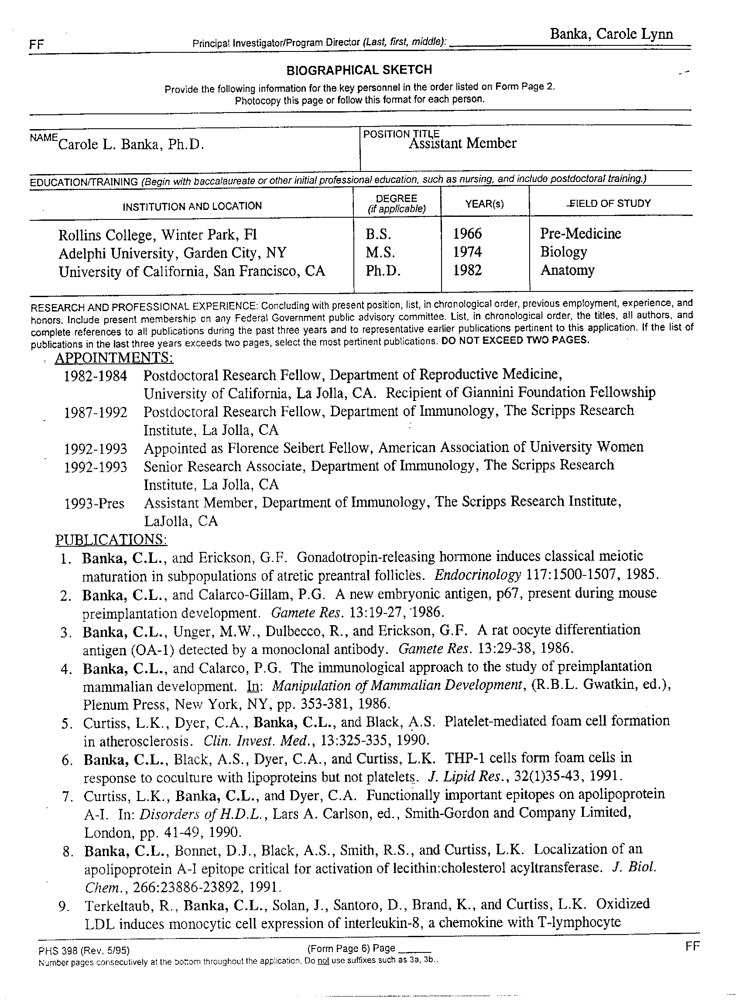 Banka, Carole Lynn
FF Principal Investigator/Program Director (Last, first, middle):
BIOGRAPHICAL SKETCH
Provide the following information for the key personnel in the order listed on Form Page 2.
Photocopy this page or follow this format for each person.
NAME Carole L. Banka, Ph.D.
POSITION TITLE
Assistant Member
EDUCATION/TRAINING (Begin with baccalaureate or other initial professional education, such as nursing, and include postdoctoral training.)
INSTITUTION AND LOCATION DEGREE (if applicable) YEAR(s) FIELD OF STUDY
Rollins College, Winter Park, Fl B.S. 1966 Pre-Medicine
Adelphi University, Garden City, NY M.S. 1974 Biology
University of California, San Francisco, CA Ph.D. 1982 Anatomy
RESEARCH AND PROFESSIONAL EXPERIENCE: Concluding with present position, list, in chronological order, previous employment, experience, and
honors. Include present membership on any Federal Government public advisory committee. List, in chronological order, the titles, all authors, and
complete references to all publications during the past three years and to representative earlier publications pertinent to this application. If the list of
publications in the last three years exceeds two pages, select the most pertinent publications. DO NOT EXCEED TWO PAGES.
APPOINTMENTS:
1982-1984 Postdoctoral Research Fellow, Department of Reproductive Medicine,
University of California, La Jolla, CA. Recipient of Giannini Foundation Fellowship
1987-1992 Postdoctoral Research Fellow, Department of Immunology, The Scripps Research
Institute, La Jolla, CA
1992-1993 Appointed as Florence Seibert Fellow, American Association of University Women
1992-1993 Senior Research Associate, Department of Immunology, The Scripps Research
Institute, La Jolla, CA
1993-Pres Assistant Member, Department of Immunology, The Scripps Research Institute,
LaJolla, CA
PUBLICATIONS:
1. Banka, C.L., and Erickson, G.F. Gonadotropin-releasing hormone induces classical meiotic
maturation in subpopulations of atretic preantral follicles. Endocrinology 117:1500-1507, 1985.
2. Banka, C.L., and Calarco-Gillam, P.G. A new embryonic antigen, p67, present during mouse
preimplantation development. Gamete Res. 13:19-27, 1986.
3. Banka, C.L., Unger, M.W., Dulbecco, R., and Erickson, G.F. A rat oocyte differentiation
antigen (OA-1) detected by a monoclonal antibody. Gamete Res. 13:29-38, 1986.
4. Banka, C.L., and Calarco, P.G. The immunological approach to the study of preimplantation
mammalian development. In: Manipulation of Mammalian Development, (R.B.L. Gwatkin, ed.),
Plenum Press, New York, NY, pp. 353-381, 1986.
5. Curtiss, L.K., Dyer, C.A., Banka, C.L., and Black, A.S. Platelet-mediated foam cell formation
in atherosclerosis. Clin. Invest. Med., 13:325-335, 1990.
6. Banka, C.L., Black, A.S., Dyer, C.A., and Curtiss, L.K. THP-1 cells form foam cells in
response to coculture with lipoproteins but not platelets. J. Lipid Res., 32(1)35-43, 1991.
7. Curtiss, L.K., Banka, C.L., and Dyer, C.A. Functionally important epitopes on apolipoprotein
A-I. In: Disorders of H.D.L., Lars A. Carlson, ed., Smith-Gordon and Company Limited,
London, pp. 41-49, 1990.
8. Banka, C.L., Bonnet, D.J., Black, A.S., Smith, R.S., and Curtiss, L.K. Localization of an
apolipoprotein A-I epitope critical for activation of lecithin:cholesterol acyltransferase. J. Biol.
Chem., 266:23886-23892, 1991.
9. Terkeltaub, R., Banka, C.L., Solan, J., Santoro, D., Brand, K., and Curtiss, L.K. Oxidized
LDL induces monocytic cell expression of interleukin-8, a chemokine with T-lymphocyte
PHS 398 (Rev. 5/95) (Form Page 6) Page ______ FF
Number pages consecutively at the bottom throughout the application. Do not use suffixes such as 3a, 3b..